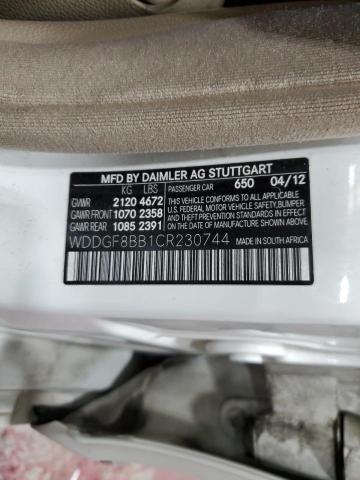 MFD BY DAIMLER AG STUTTGART
KG LBS PASSENGER CAR 650 04/12
GVWR 2120 4672 THIS VEHICLE CONFORMS TO ALL
GAWR FRONT 1070 2358 APPLICABLE U.S. FEDERAL MOTOR
GAWR REAR 1085 2391 VEHICLE SAFETY, BUMPER
AND THEFT PREVENTION STANDARDS IN
EFFECT ON THE DATE OF MANUFACTURE
SHOWN ABOVE.
WDDGF8BB1CR230744 MADE IN SOUTH AFRICA